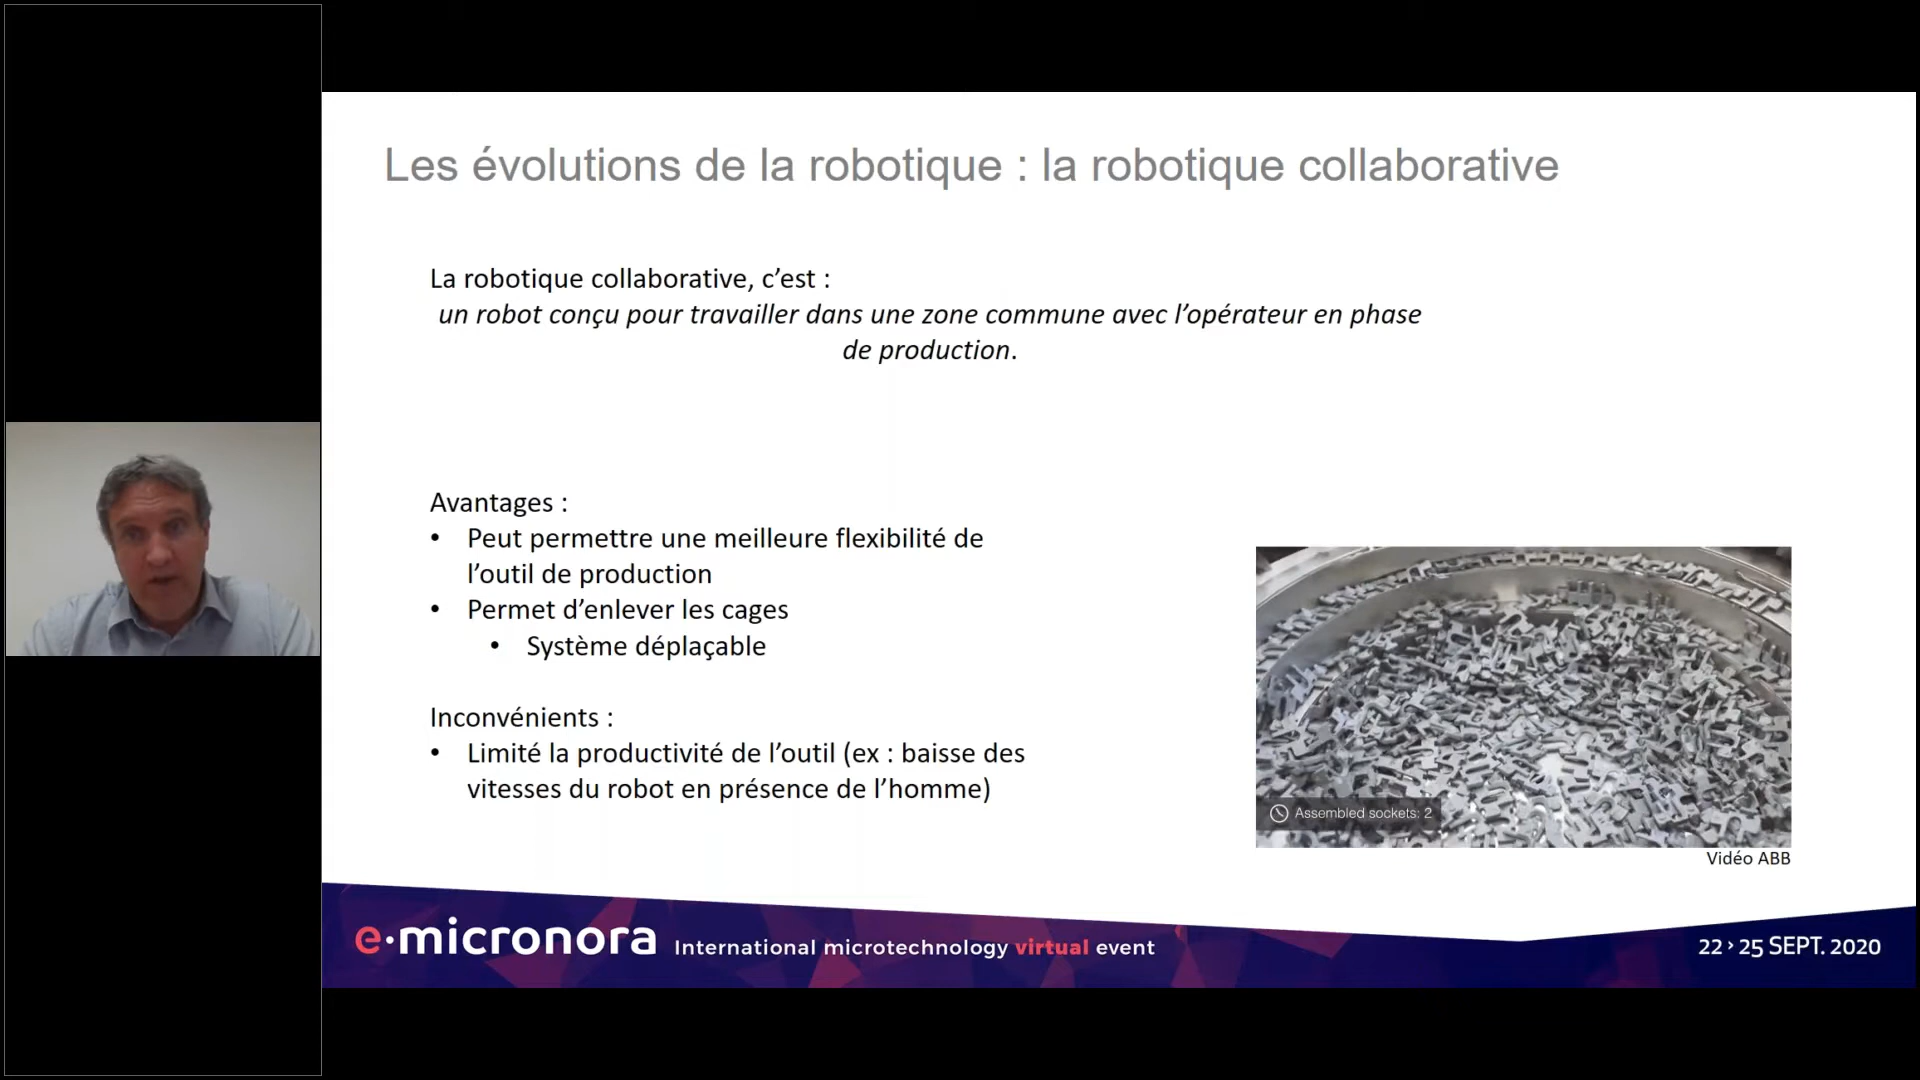 Les évolutions de la robotique : la robotique collaborative
La robotique collaborative, c’est :
un robot conçu pour travailler dans une zone commune avec l’opérateur en phase
de production.
Avantages :
• Peut permettre une meilleure flexibilité de
l’outil de production
• Permet d’enlever les cages
• Système déplaçable
Inconvénients :
• Limité la productivité de l’outil (ex : baisse des
vitesses du robot en présence de l’homme)
Assembled sockets: 2
Vidéo ABB
e·micronora International microtechnology virtual event
22 > 25 SEPT. 2020